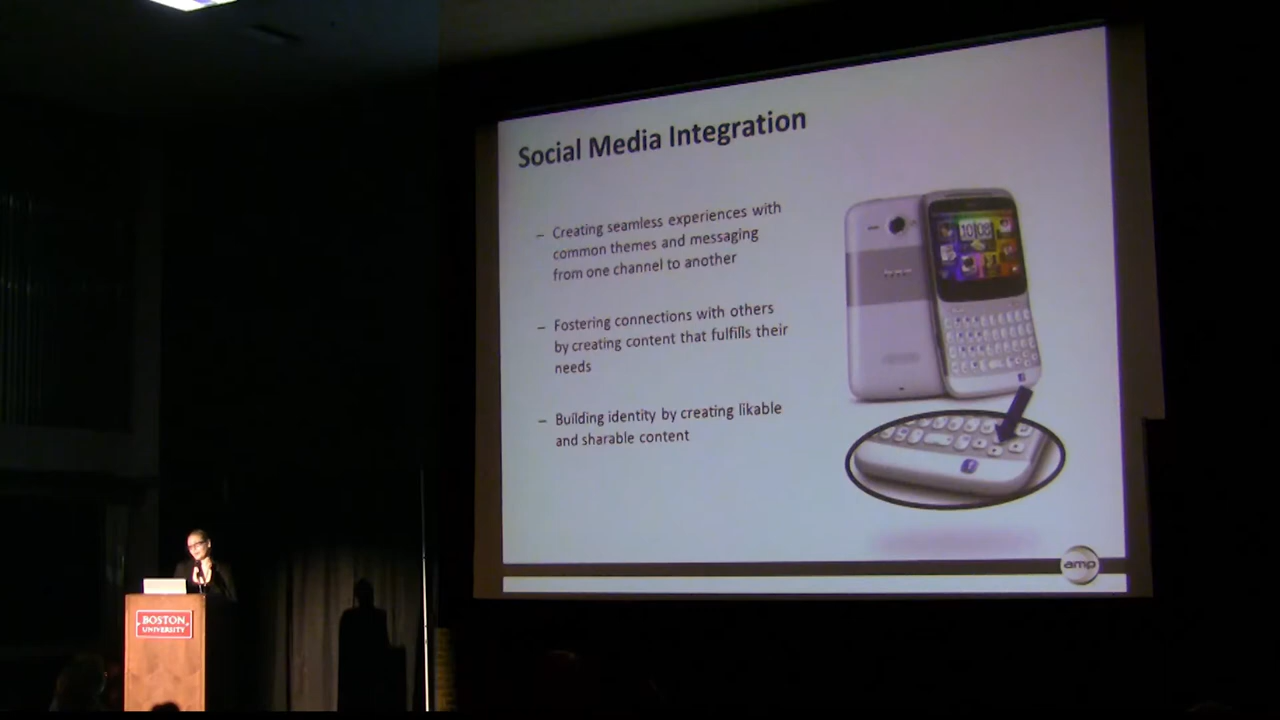 Social Media Integration
– Creating seamless experiences with
common themes and messaging
from one channel to another
– Fostering connections with others
by creating content that fulfills their
needs
– Building identity by creating likable
and sharable content
10:08
f
amp
BOSTON
UNIVERSITY